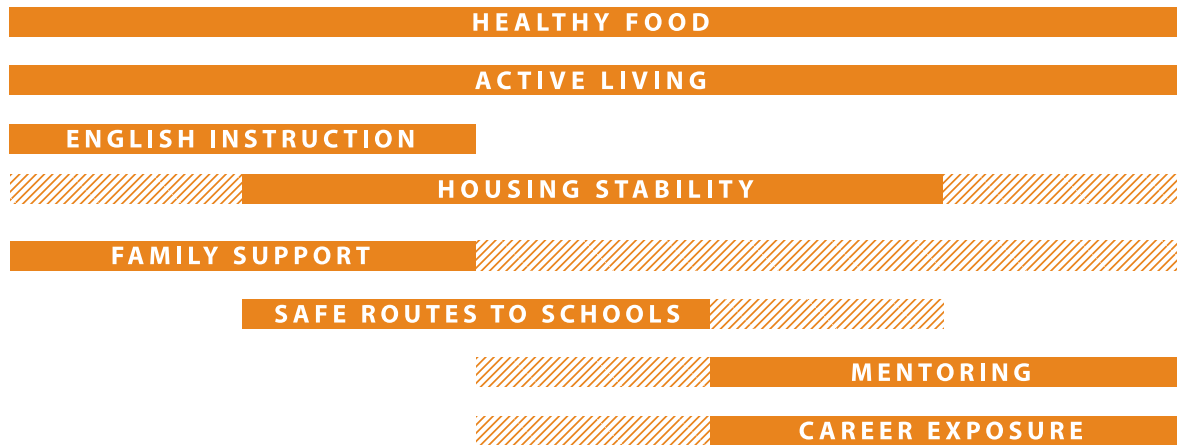 HEALTHY FOOD
ACTIVE LIVING
ENGLISH INSTRUCTION
HOUSING STABILITY
FAMILY SUPPORT
SAFE ROUTES TO SCHOOLS
MENTORING
CAREER EXPOSURE